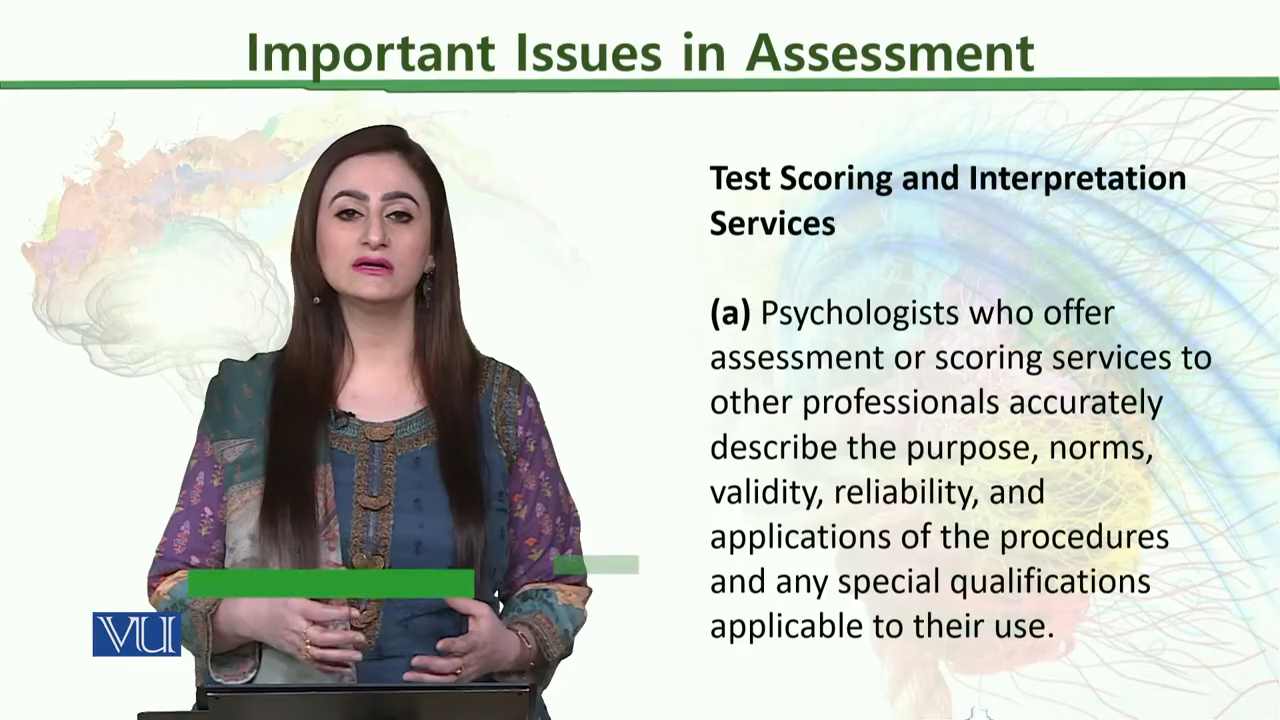 Important Issues in Assessment
Test Scoring and Interpretation
Services
(a) Psychologists who offer
assessment or scoring services to
other professionals accurately
describe the purpose, norms,
validity, reliability, and
applications of the procedures
and any special qualifications
applicable to their use.
VU